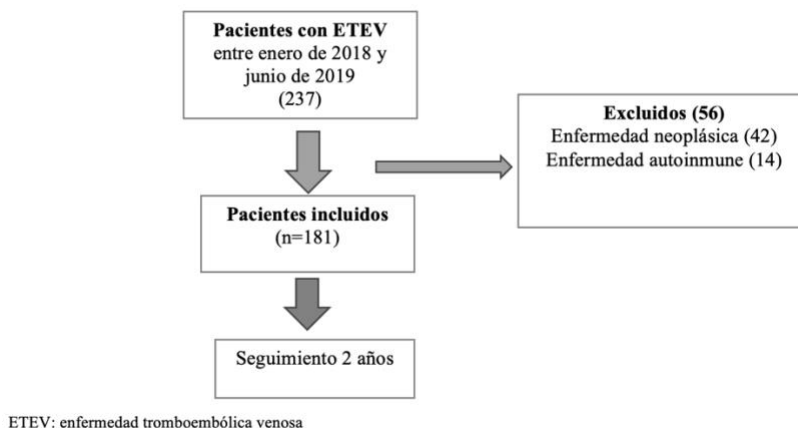 Pacientes con ETEV
entre enero de 2018 y
junio de 2019
(237)
Excluidos (56)
Enfermedad neoplásica (42)
Enfermedad autoinmune (14)
Pacientes incluidos
(n=181)
Seguimiento 2 años
ETEV: enfermedad tromboembólica venosa